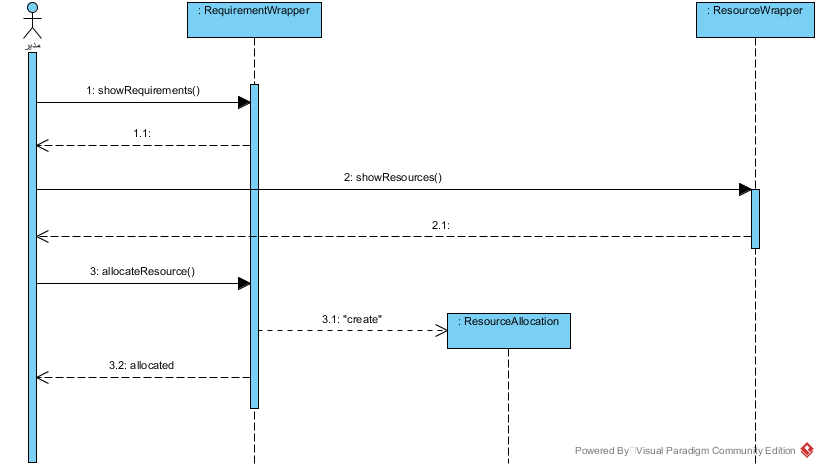 : RequirementWrapper
: ResourceWrapper
مدیر
1: showRequirements()
1.1:
2: showResources()
2.1:
3: allocateResource()
3.1: "create"
: ResourceAllocation
3.2: allocated
Powered By Visual Paradigm Community Edition